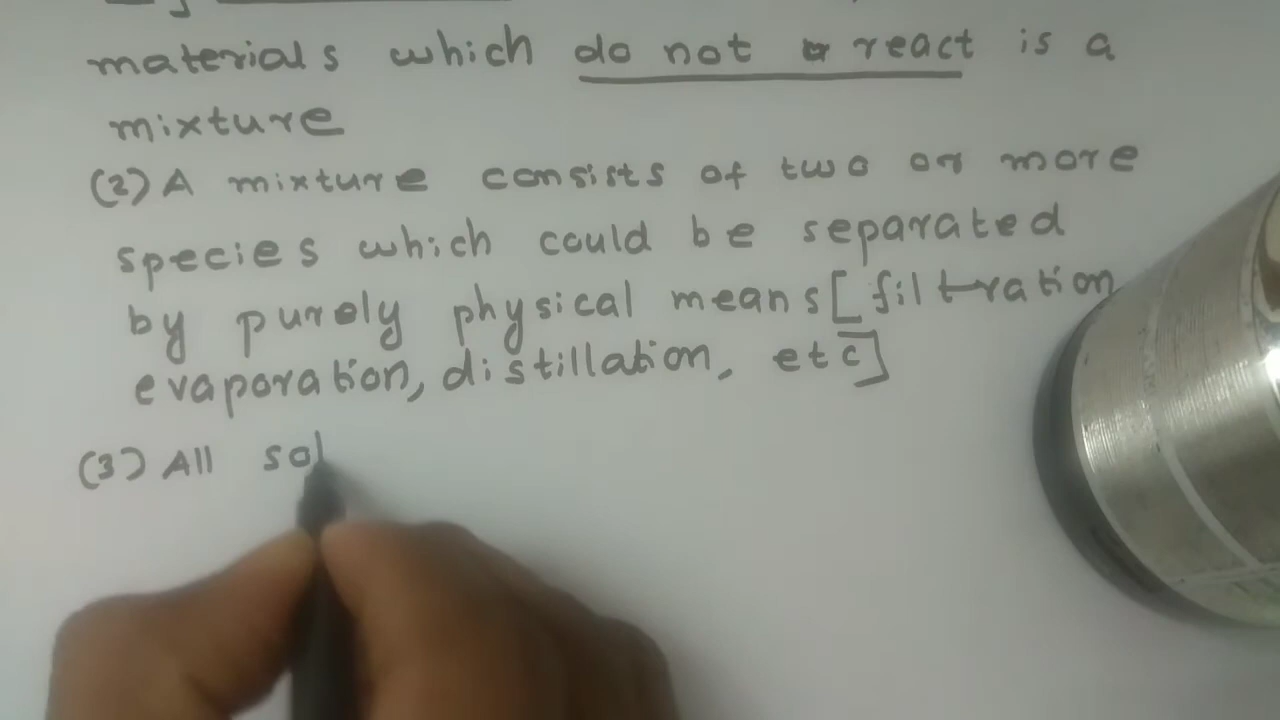 materials which do not react is a
mixture
(2) A mixture consists of two or more
species which could be separated
by purely physical means [filtration
evaporation, distillation, etc]
(3) All sol